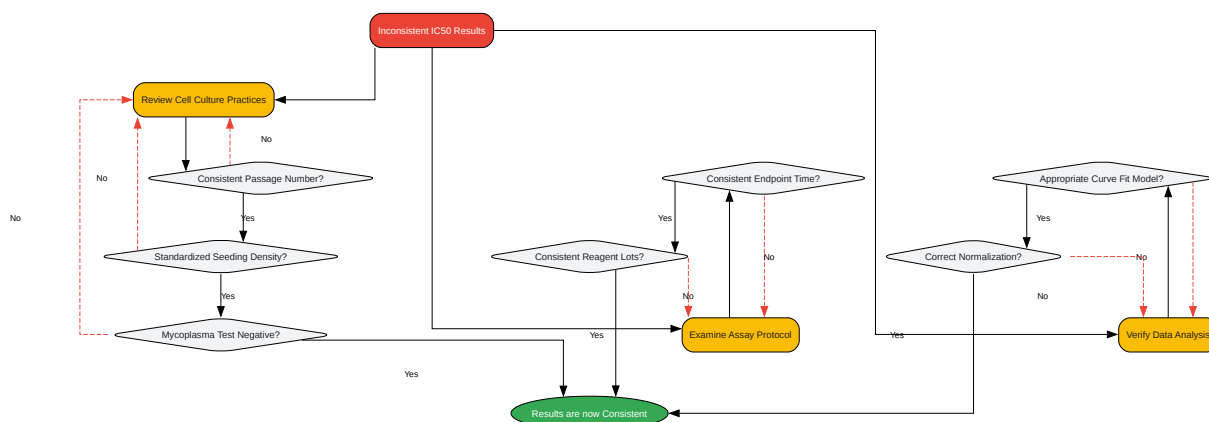 Inconsistent IC50 Results
Review Cell Culture Practices
No
Consistent Passage Number?
No
Consistent Endpoint Time?
Appropriate Curve Fit Model?
No
Yes
Yes
Yes
Standardized Seeding Density?
Consistent Reagent Lots?
No
Correct Normalization?
No
Yes
No
No
Mycoplasma Test Negative?
Yes
Examine Assay Protocol
Yes
Verify Data Analysis
Yes
Results are now Consistent